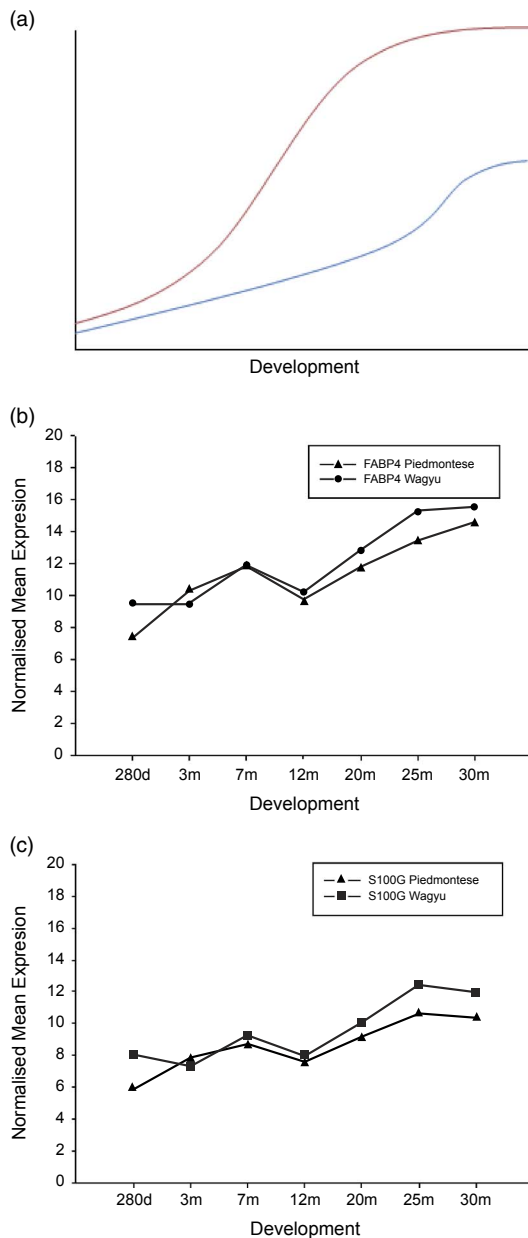 (a)
Development
(b)
Normalised Mean Expresion
20
18
16
14
12
10
8
6
4
2
0
FABP4 Piedmontese
FABP4 Wagyu
280d 3m 7m 12m 20m 25m 30m
Development
(c)
Normalised Mean Expresion
20
18
16
14
12
10
8
6
4
2
0
S100G Piedmontese
S100G Wagyu
280d 3m 7m 12m 20m 25m 30m
Development